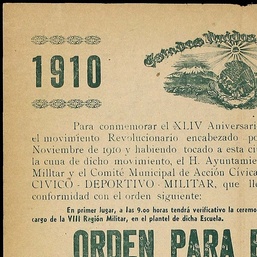 Estados Unidos
1910
Para conmemorar el XLIV Aniversari
el movimiento Revolucionario encabezado po
Noviembre de 1910 y habiendo tocado a esta ci
la cuna de dicho movimiento, el H. Ayuntamie
y el Comité Municipal de Acción Cívica
CIVICO - DEPORTIVO - MILITAR, que lle
conformidad con el orden siguiente:
En primer lugar, a las 9.00 horas tendrá verificativo la ceremo
cargo de la VIII Región Militar, en el plantel de dicha Escuela.
ORDEN PARA